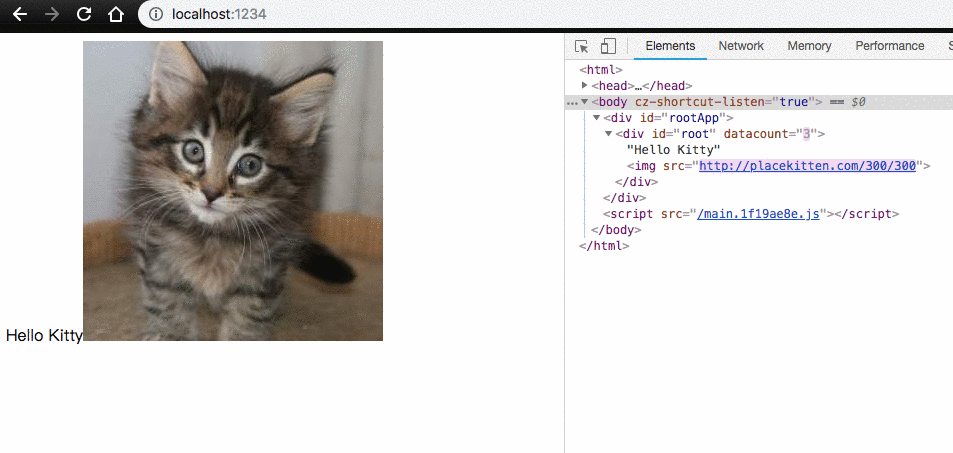 localhost:1234
Elements Network Memory Performance S
<html>
<head>…</head>
<body cz-shortcut-listen="true"> == $0
<div id="rootApp">
<div id="root" datacount="3">
"Hello Kitty"
<img src="http://placekitten.com/300/300">
</div>
</div>
<script src="/main.1f19ae8e.js"></script>
</body>
</html>
Hello Kitty